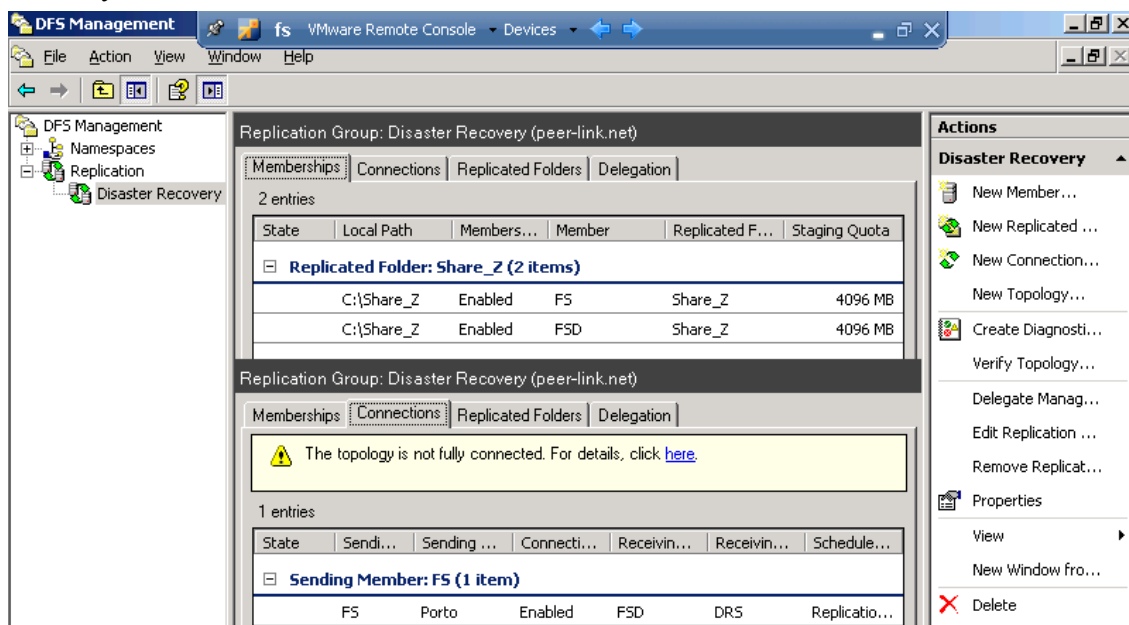 DFS Management
fs VMware Remote Console Devices
File Action View Window Help
DFS Management
Namespaces
Replication
Disaster Recovery
Replication Group: Disaster Recovery (peer-link.net)
Memberships Connections Replicated Folders Delegation
2 entries
State Local Path Members... Member Replicated F... Staging Quota
Replicated Folder: Share_Z (2 items)
C:\Share_Z Enabled FS Share_Z 4096 MB
C:\Share_Z Enabled FSD Share_Z 4096 MB
Replication Group: Disaster Recovery (peer-link.net)
Memberships Connections Replicated Folders Delegation
The topology is not fully connected. For details, click here.
1 entries
State Sendi... Sending ... Connecti... Receivin... Receivin... Schedule...
Sending Member: FS (1 item)
FS Porto Enabled FSD DRS Replicatio...
Actions
Disaster Recovery
New Member...
New Replicated ...
New Connection...
New Topology...
Create Diagnosti...
Verify Topology...
Delegate Manag...
Edit Replication ...
Remove Replicat...
Properties
View
New Window fro...
Delete